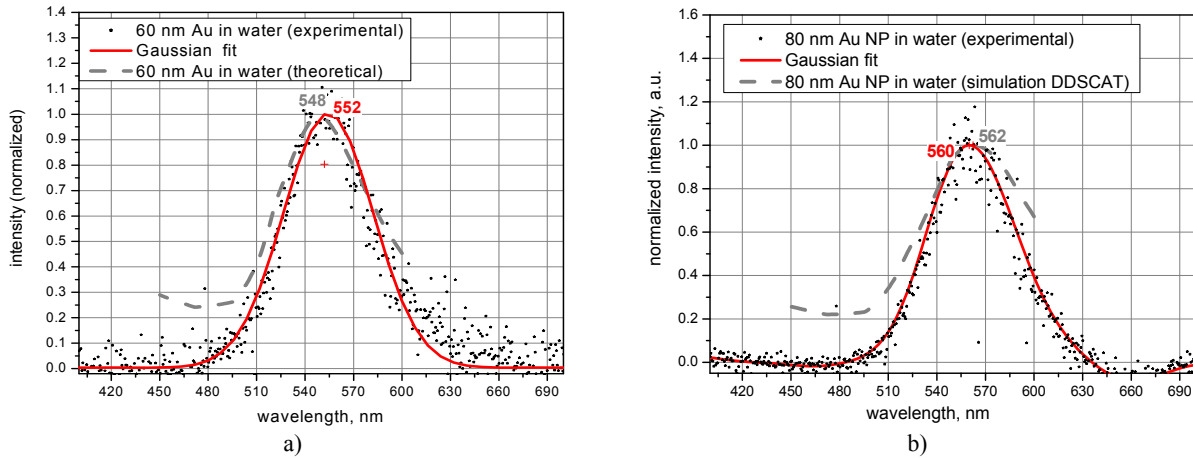 60 nm Au in water (experimental)
Gaussian fit
60 nm Au in water (theoretical)
548
552
intensity (normalized)
1.4
1.3
1.2
1.1
1.0
0.9
0.8
0.7
0.6
0.5
0.4
0.3
0.2
0.1
0.0
420 450 480 510 540 570 600 630 660 690
wavelength, nm
a)
80 nm Au NP in water (experimental)
Gaussian fit
80 nm Au NP in water (simulation DDSCAT)
560
562
normalized intensity, a.u.
1.6
1.4
1.2
1.0
0.8
0.6
0.4
0.2
0.0
420 450 480 510 540 570 600 630 660 690
wavelength, nm
b)